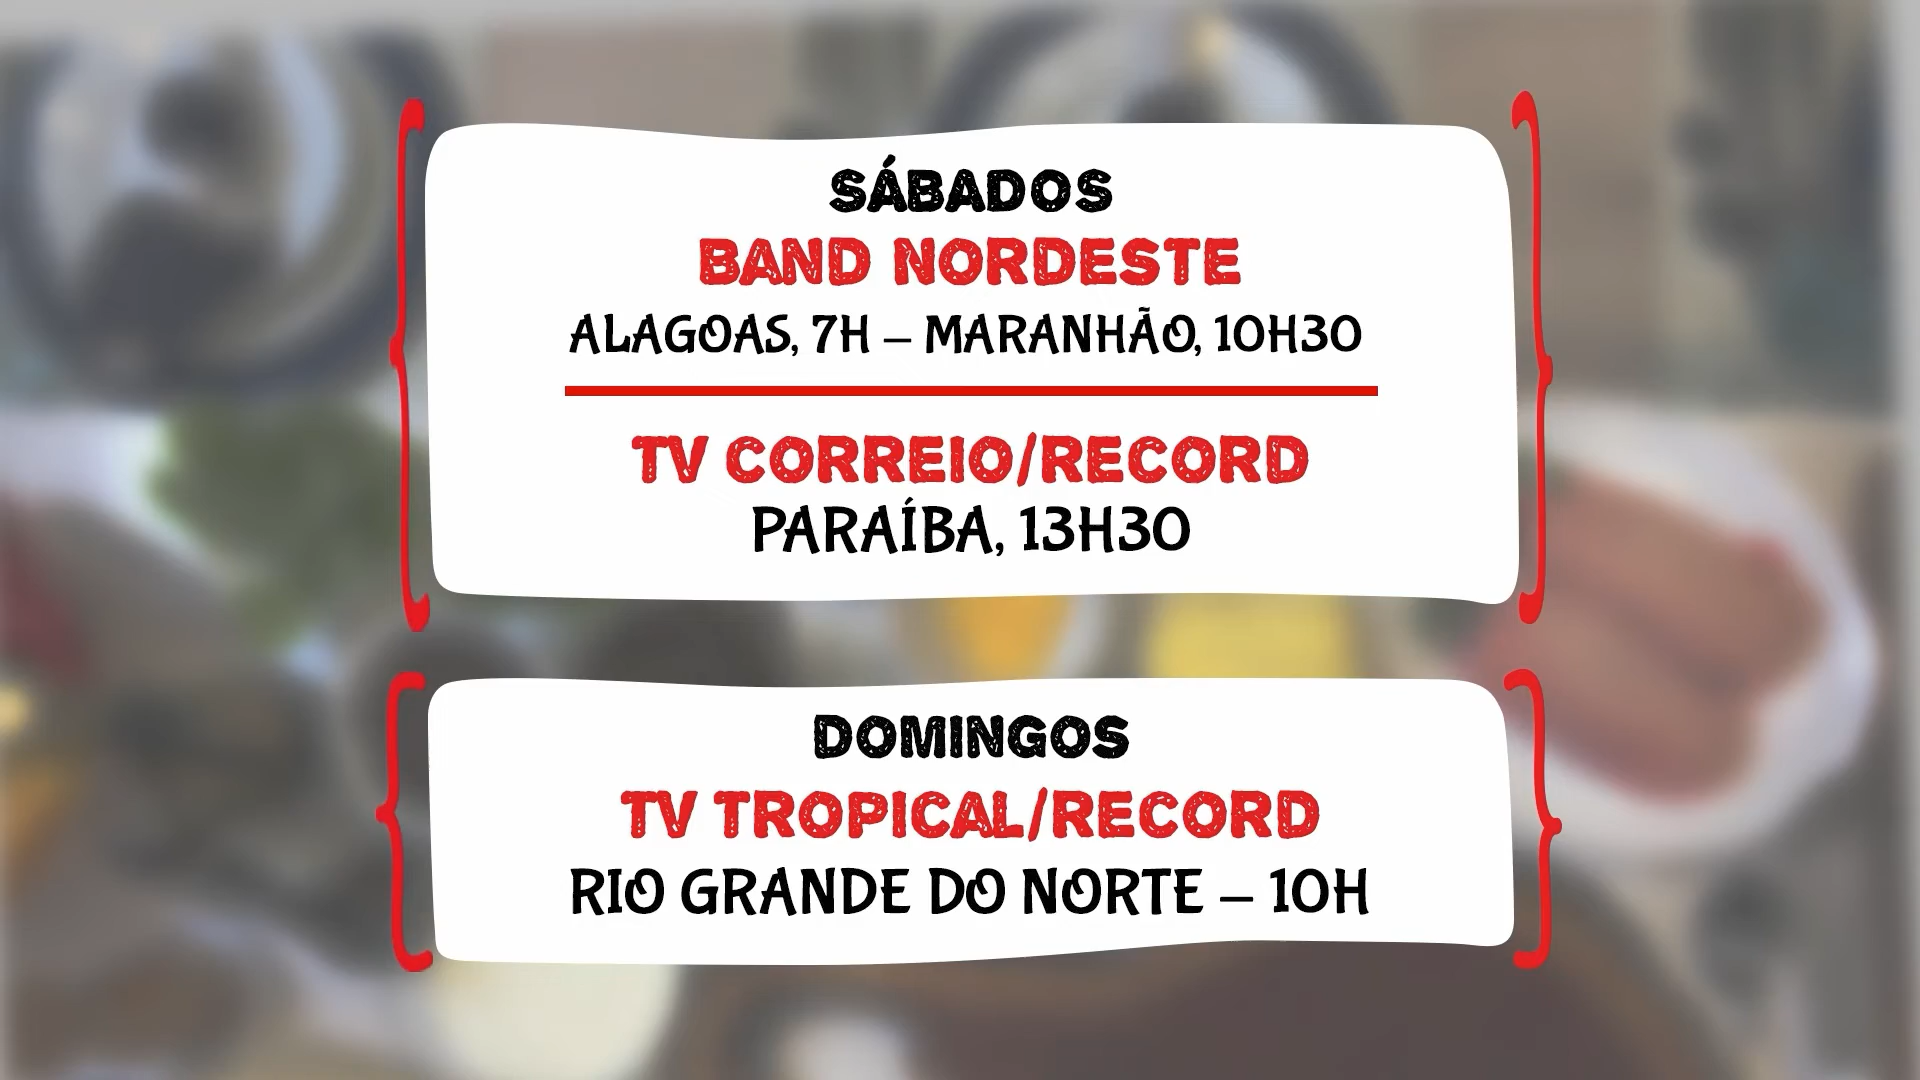 SÁBADOS
BAND NORDESTE
ALAGOAS, 7H – MARANHÃO, 10H30
TV CORREIO/RECORD
PARAÍBA, 13H30
DOMINGOS
TV TROPICAL/RECORD
RIO GRANDE DO NORTE – 10H